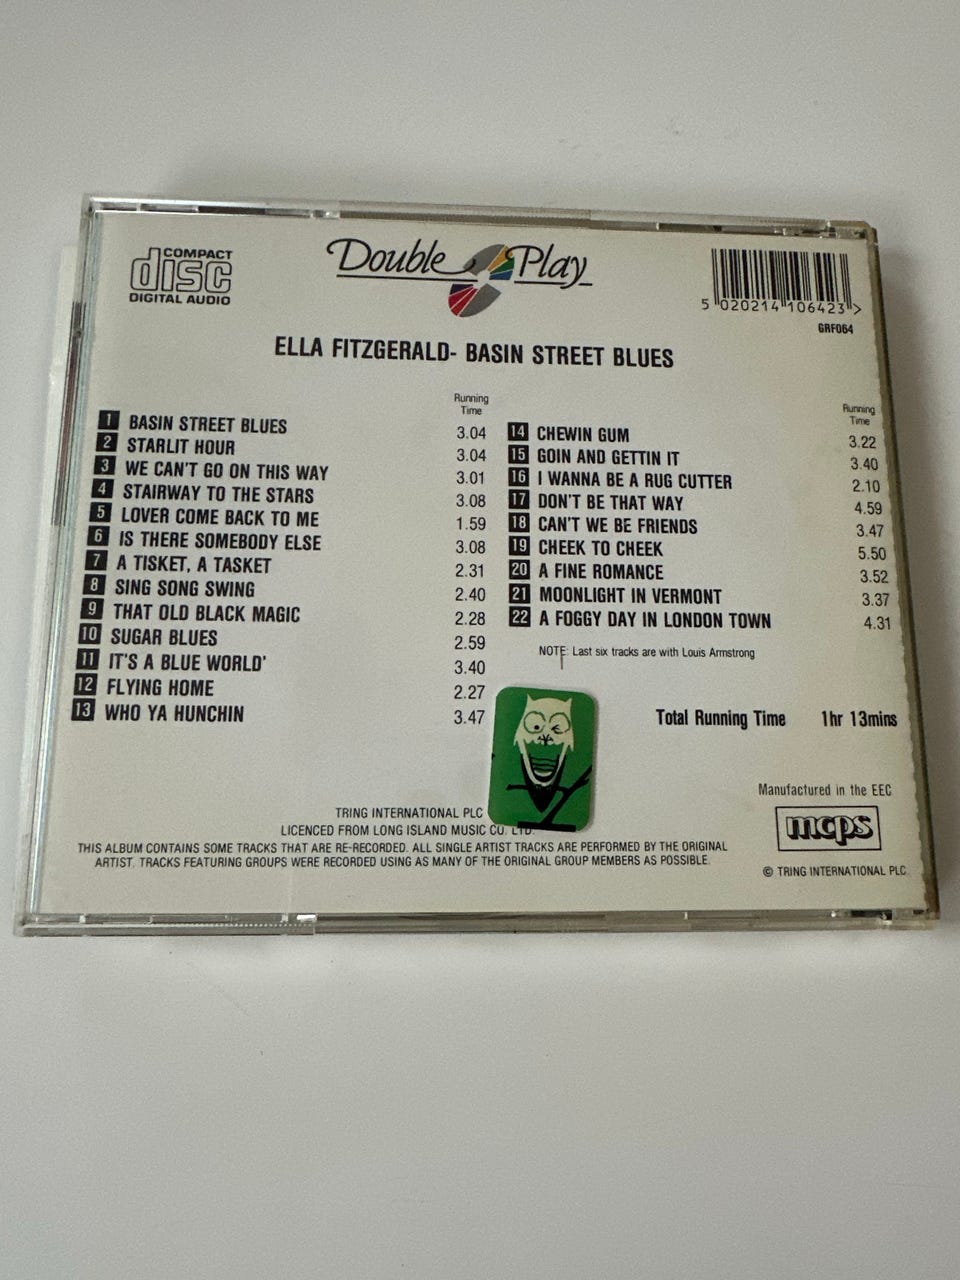 COMPACT
disc
DIGITAL AUDIO
Double Play
5 020214 106423 >
GRF064
ELLA FITZGERALD- BASIN STREET BLUES
Running
Time
1 BASIN STREET BLUES 3.04
2 STARLIT HOUR 3.04
3 WE CAN'T GO ON THIS WAY 3.01
4 STAIRWAY TO THE STARS 3.08
5 LOVER COME BACK TO ME 1.59
6 IS THERE SOMEBODY ELSE 3.08
7 A TISKET, A TASKET 2.31
8 SING SONG SWING 2.40
9 THAT OLD BLACK MAGIC 2.28
10 SUGAR BLUES 2.59
11 IT'S A BLUE WORLD' 3.40
12 FLYING HOME 2.27
13 WHO YA HUNCHIN 3.47
Running
Time
14 CHEWIN GUM 3.22
15 GOIN AND GETTIN IT 3.40
16 I WANNA BE A RUG CUTTER 2.10
17 DON'T BE THAT WAY 4.59
18 CAN'T WE BE FRIENDS 3.47
19 CHEEK TO CHEEK 5.50
20 A FINE ROMANCE 3.52
21 MOONLIGHT IN VERMONT 3.37
22 A FOGGY DAY IN LONDON TOWN 4.31
NOTE: Last six tracks are with Louis Armstrong
Total Running Time 1hr 13mins
Manufactured in the EEC
mcps
© TRING INTERNATIONAL PLC
TRING INTERNATIONAL PLC
LICENCED FROM LONG ISLAND MUSIC CO. LTD.
THIS ALBUM CONTAINS SOME TRACKS THAT ARE RE-RECORDED. ALL SINGLE ARTIST TRACKS ARE PERFORMED BY THE ORIGINAL
ARTIST. TRACKS FEATURING GROUPS WERE RECORDED USING AS MANY OF THE ORIGINAL GROUP MEMBERS AS POSSIBLE.